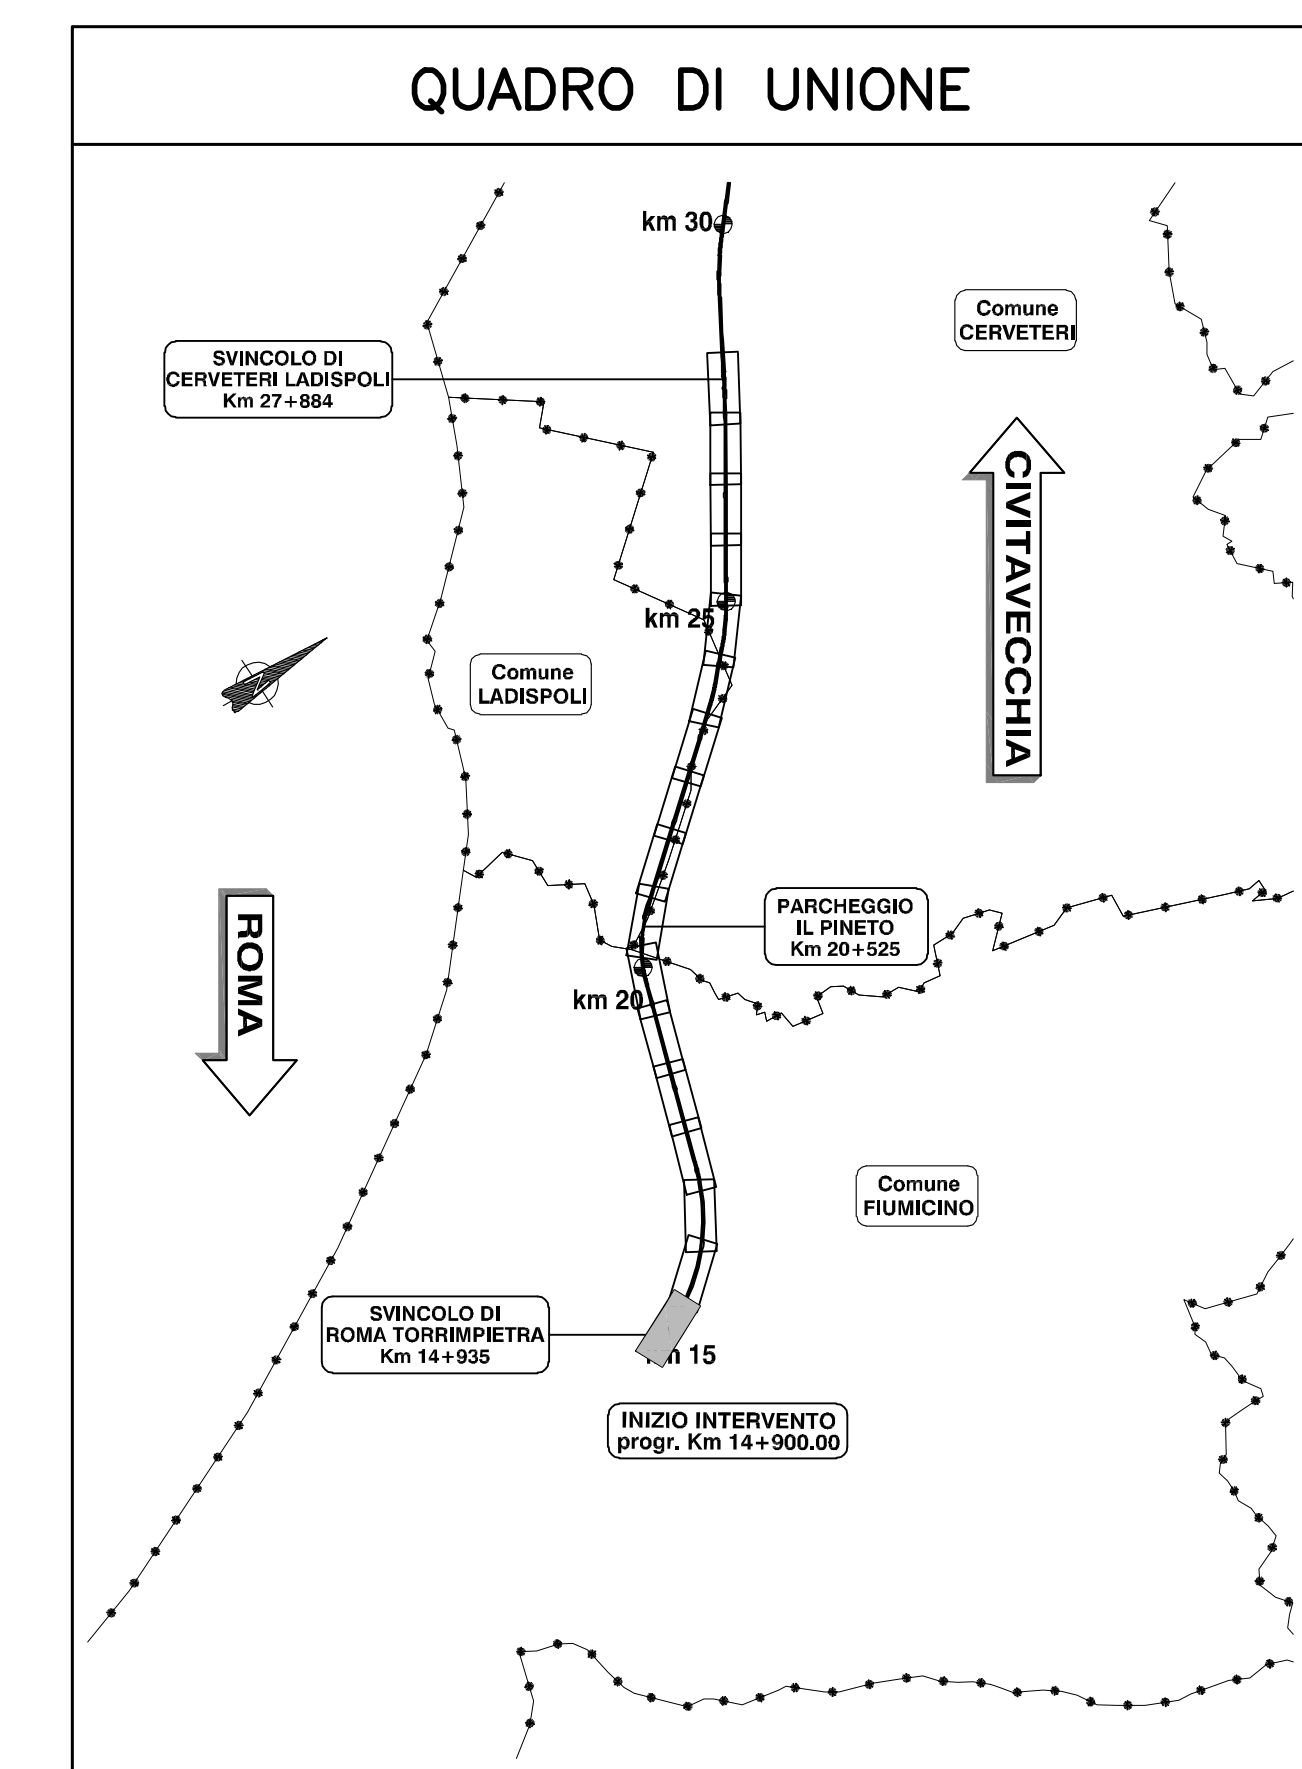 QUADRO DI UNIONE
km 30
Comune
CERVETERI
SVINCOLO DI
CERVETERI LADISPOLI
Km 27+884
CIVITAVECCHIA
km 25
Comune
LADISPOLI
ROMA
PARCHEGGIO
IL PINETO
Km 20+525
km 20
Comune
FIUMICINO
SVINCOLO DI
ROMA TORRIMPIETRA
Km 14+935
km 15
INIZIO INTERVENTO
progr. Km 14+900.00